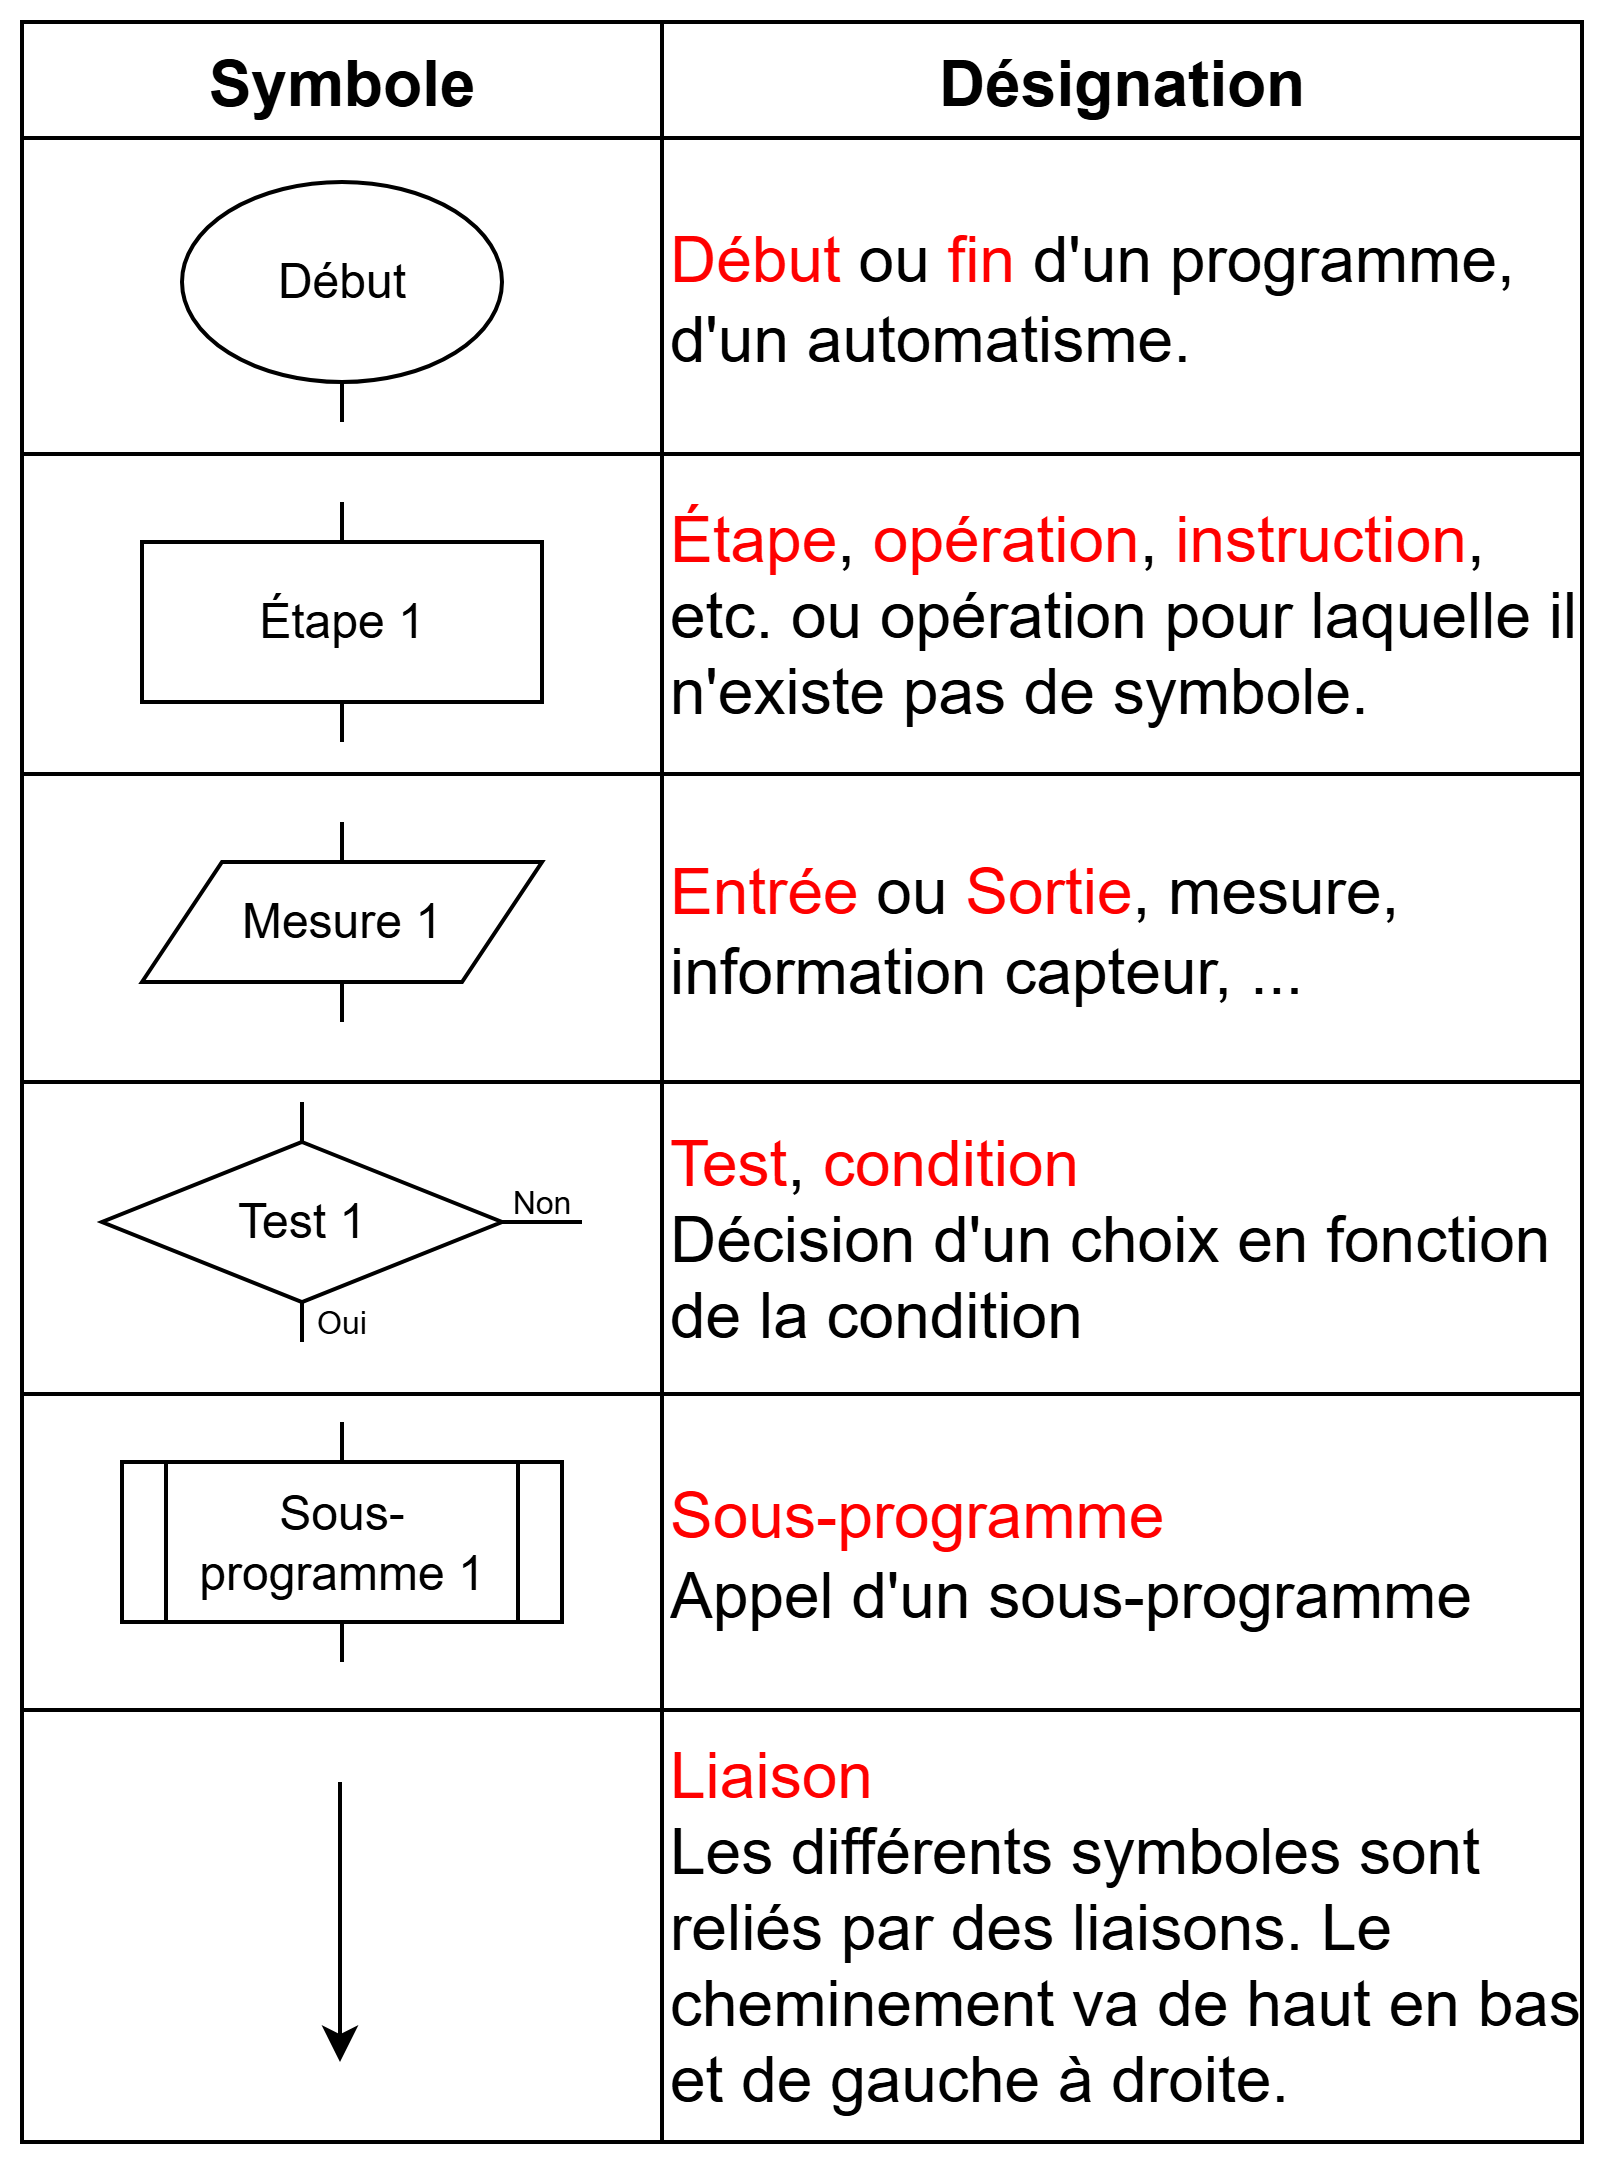 Symbole
Désignation
Début
Début ou fin d'un programme,
d'un automatisme.
Étape 1
Étape, opération, instruction,
etc. ou opération pour laquelle il
n'existe pas de symbole.
Mesure 1
Entrée ou Sortie, mesure,
information capteur, ...
Test 1
Non
Oui
Test, condition
Décision d'un choix en fonction
de la condition
Sous-
programme 1
Sous-programme
Appel d'un sous-programme
Liaison
Les différents symboles sont
reliés par des liaisons. Le
cheminement va de haut en bas
et de gauche à droite.